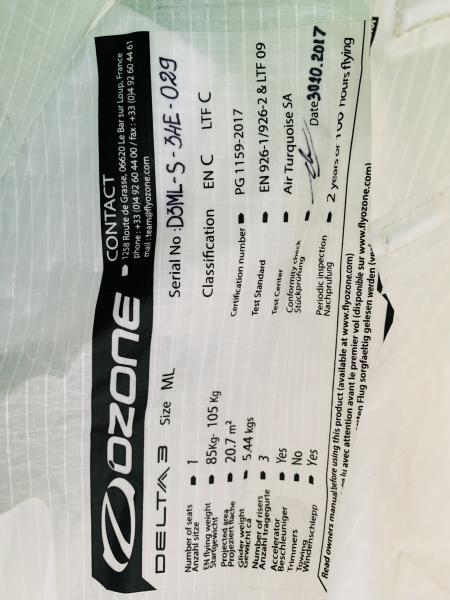 OZONE
CONTACT
1258 Route de Grasse, 06620 Le Bar sur Loup, France
phone : +33 (0)4 92 60 44 00 / fax : +33 (0)4 92 60 44 61
mail : team@flyozone.com
DELTA 3 Size ML
Serial No : D3ML-S-34E-029
Number of seats 1
Anzahl sitze
EN flying weight 85Kg- 105 Kg
Startgewicht
Projected area 20.7 m²
Projezien flache
Glider weight 5.44 kgs
Gewicht ca
Number of risers 3
Anzahl tragegurte
Accelerator Yes
Beschleuniger
Trimmers No
Towing Yes
Windenschlepp
Classification EN C LTF C
Certification number PG 1159-2017
Test Standard EN 926-1/926-2 & LTF 09
Test Center Air Turquoise SA
Conformity check Date 30.10.2017
Stückprüfung
Periodic inspection 2 years or 100 hours flying
Nachprüfung
Read owners manual before using this product (available at www.flyozone.com)
lu avec attention avant le premier vol (disponible sur www.flyozone.com)
Flug sorgfaeltig gelesen werden